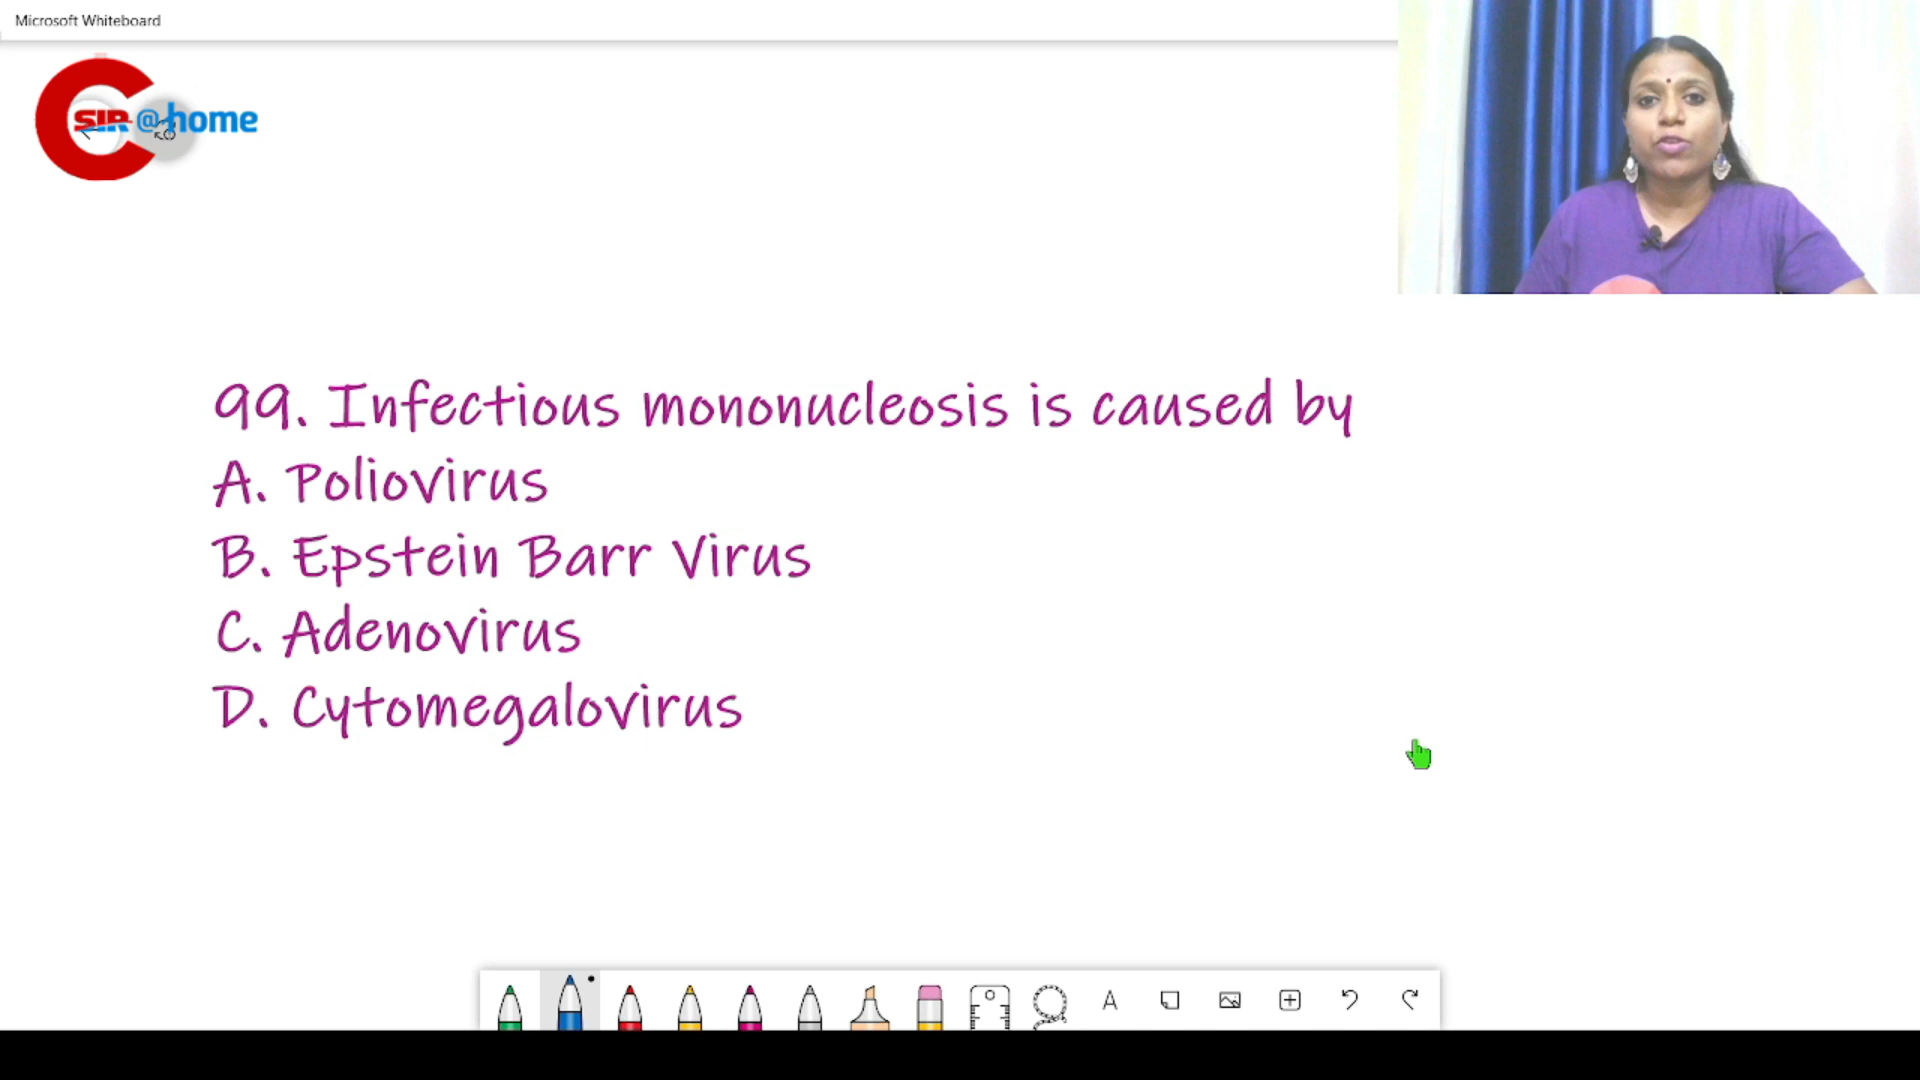 Microsoft Whiteboard
SIR @home
99. Infectious mononucleosis is caused by
A. Poliovirus
B. Epstein Barr Virus
C. Adenovirus
D. Cytomegalovirus
A